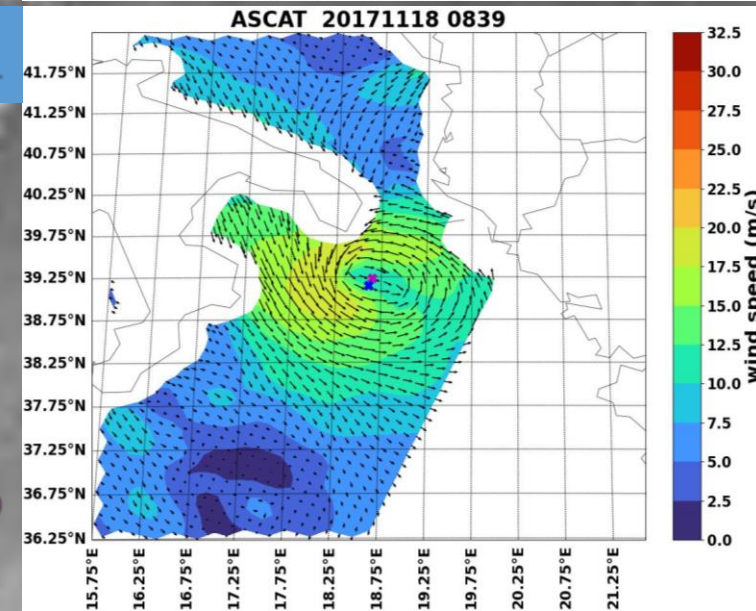 ASCAT 20171118 0839
41.75°N
41.25°N
40.75°N
40.25°N
39.75°N
39.25°N
38.75°N
38.25°N
37.75°N
37.25°N
36.75°N
36.25°N
15.75°E
16.25°E
16.75°E
17.25°E
17.75°E
18.25°E
18.75°E
19.25°E
19.75°E
20.25°E
20.75°E
21.25°E
32.5
30.0
27.5
25.0
22.5
20.0
17.5
15.0
12.5
10.0
7.5
5.0
2.5
0.0
wind speed (m/s)